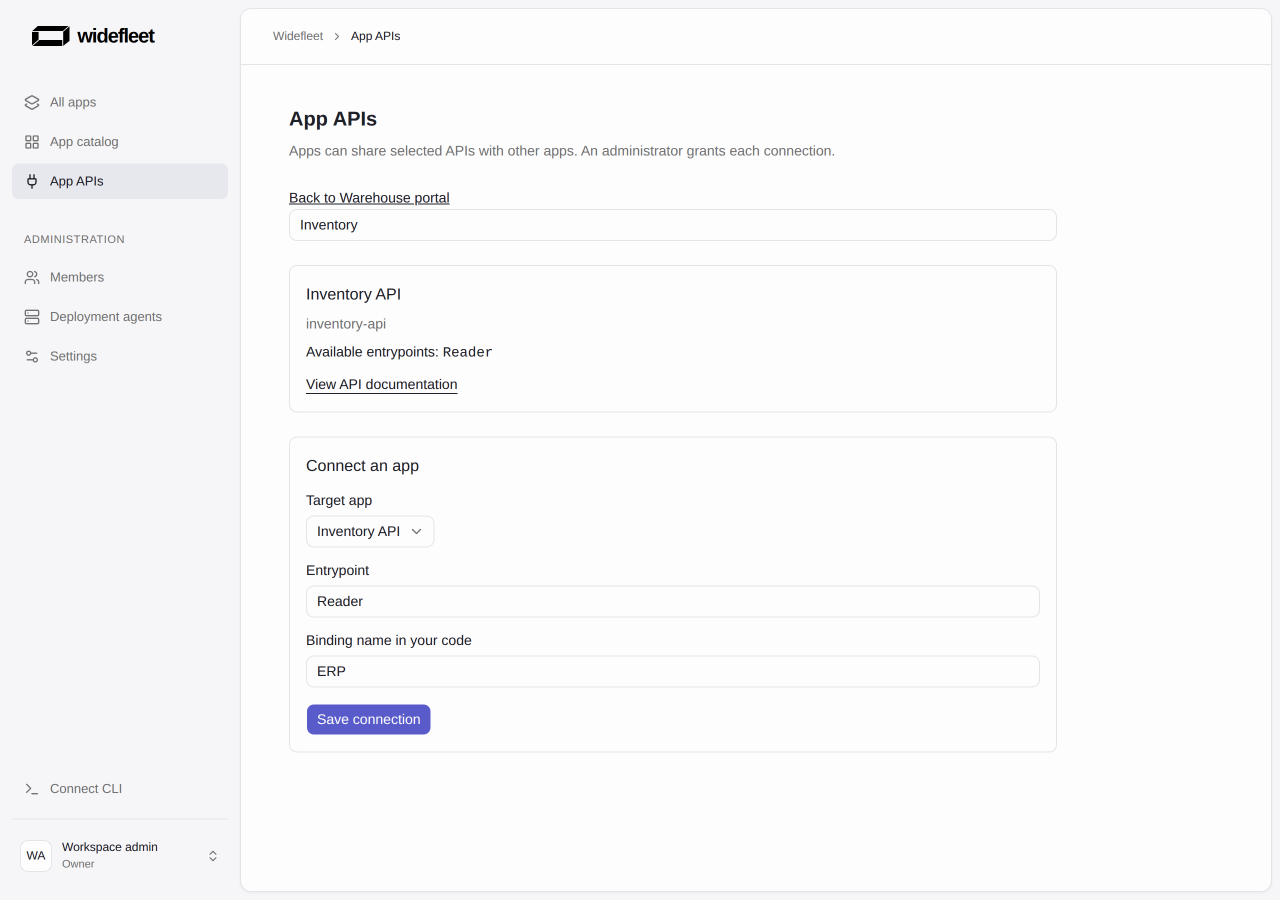 widefleet
All apps
App catalog
App APIs
ADMINISTRATION
Members
Deployment agents
Settings
Connect CLI
WA
Workspace admin
Owner
Widefleet > App APIs
App APIs
Apps can share selected APIs with other apps. An administrator grants each connection.
Back to Warehouse portal
Inventory
Inventory API
inventory-api
Available entrypoints: Reader
View API documentation
Connect an app
Target app
Inventory API
Entrypoint
Reader
Binding name in your code
ERP
Save connection